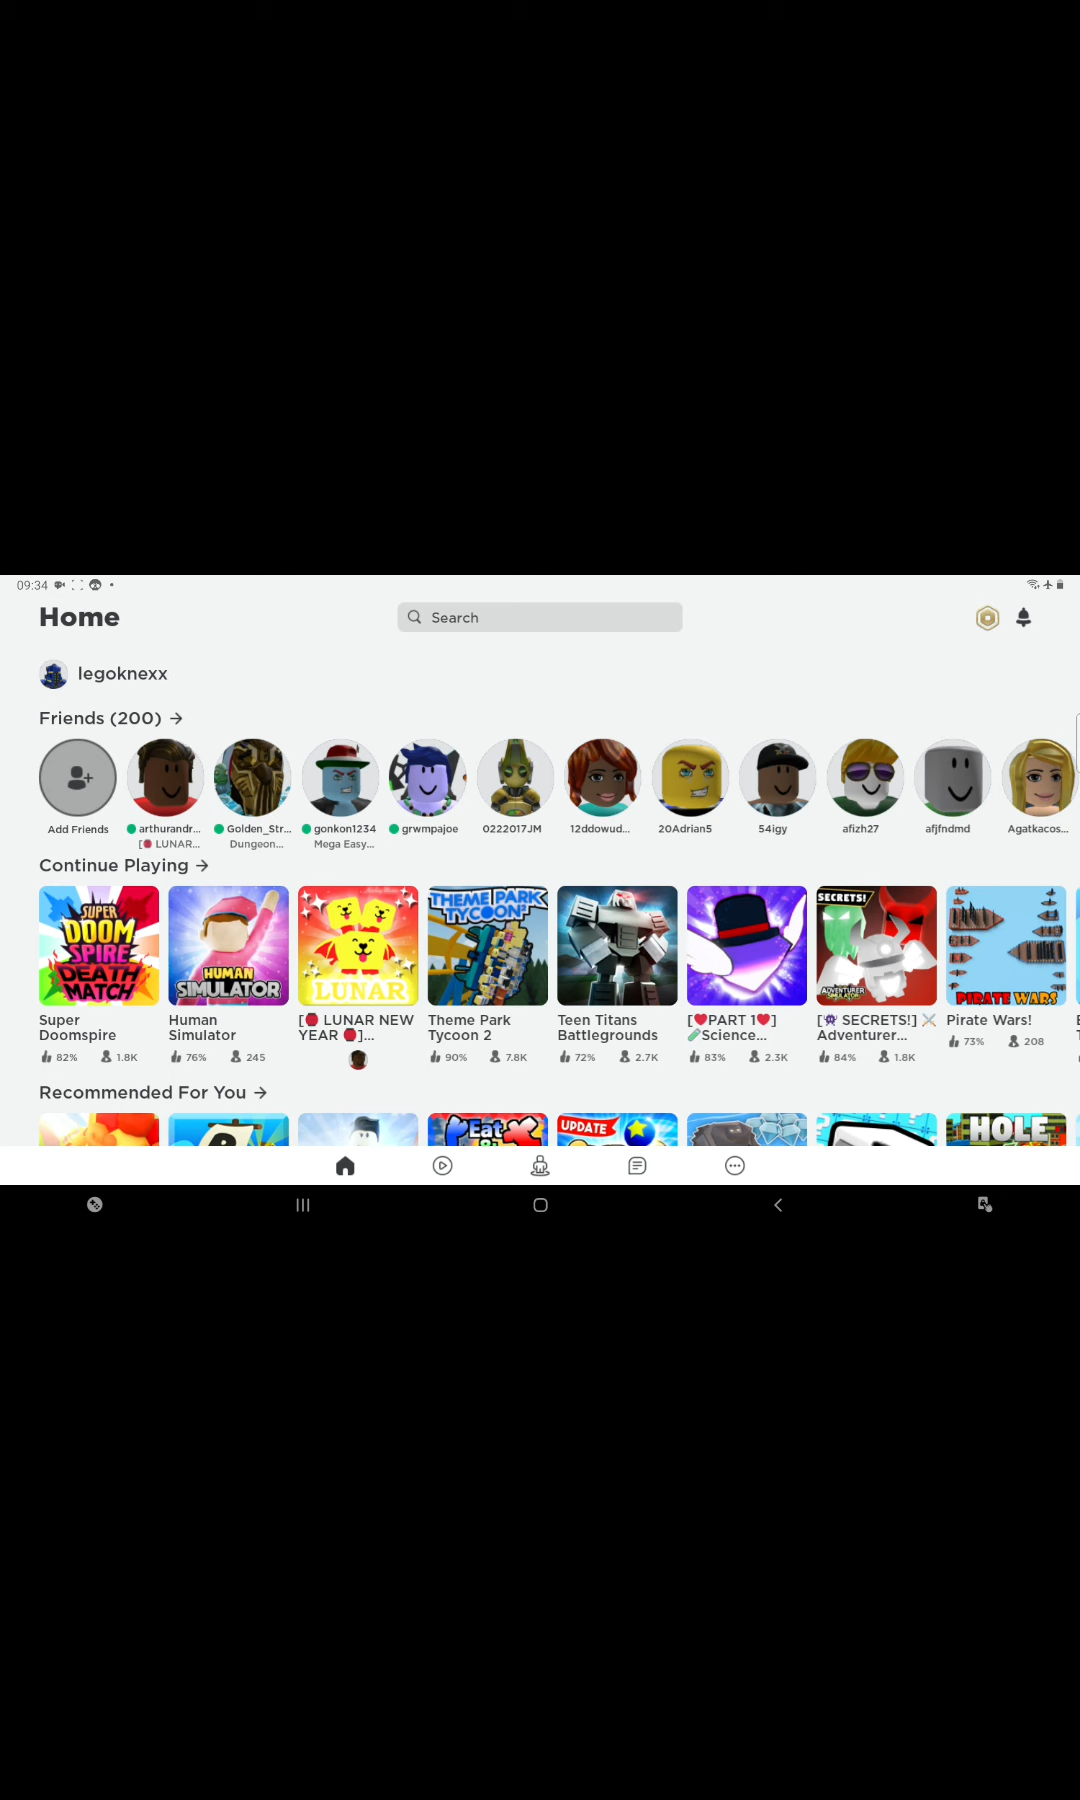 09:34
Home
Search
legoknexx
Friends (200) →
Add Friends
arthurandr...
[🏮 LUNAR...
Golden_Str...
Dungeon...
gonkon1234
Mega Easy...
grwmpajoe
0222017JM
12ddowud...
20Adrian5
54igy
afizh27
afjfndmd
Agatkacos...
Continue Playing →
SUPER
DOOM
SPIRE
DEATH
MATCH
HUMAN
SIMULATOR
LUNAR
THEME PARK
TYCOON 2
SECRETS!
ADVENTURER
SIMULATOR
PIRATE WARS
Super
Doomspire
82% 1.8K
Human
Simulator
76% 245
[🏮 LUNAR NEW
YEAR 🏮]...
Theme Park
Tycoon 2
90% 7.8K
Teen Titans
Battlegrounds
72% 2.7K
[❤️PART 1❤️]
🧪Science...
83% 2.3K
[👾 SECRETS!] ⚔️
Adventurer...
84% 1.8K
Pirate Wars!
73% 208
Recommended For You →
Eat
UPDATE
HOLE